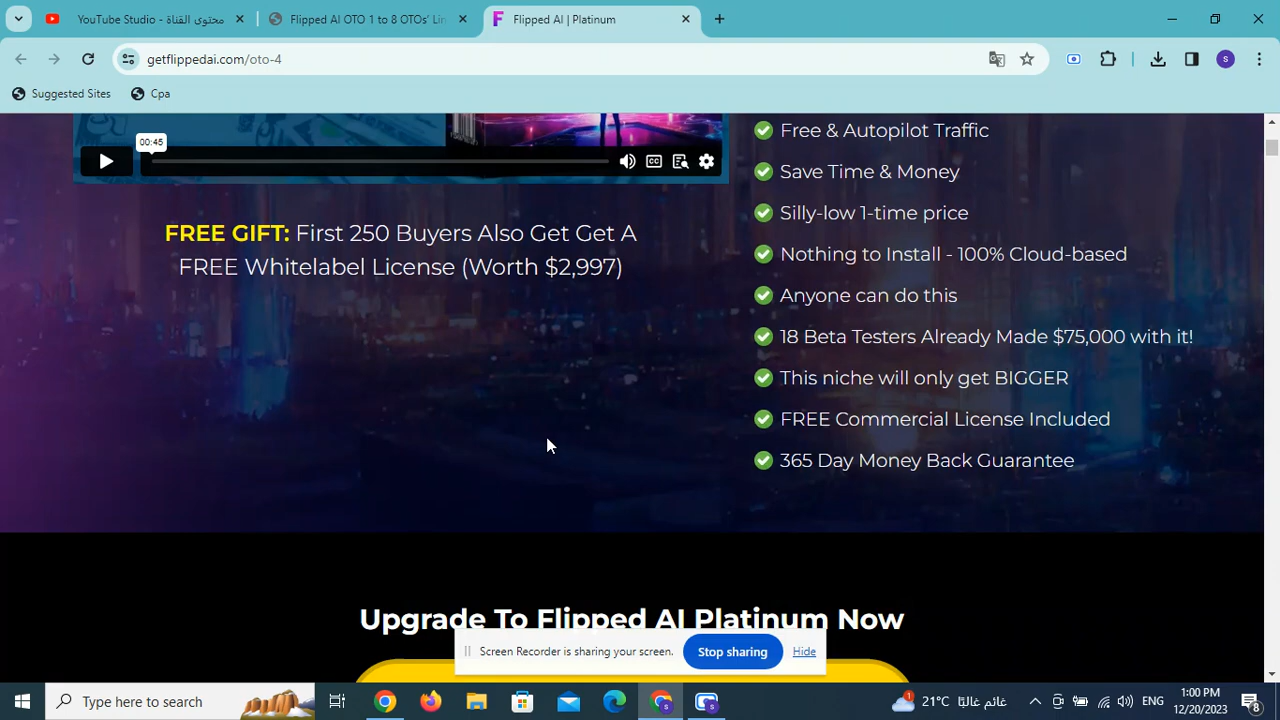 YouTube Studio - محتوى القناة
Flipped AI OTO 1 to 8 OTOs' Lin
Flipped AI | Platinum
getflippedai.com/oto-4
Suggested Sites
Cpa
00:45
CC
FREE GIFT: First 250 Buyers Also Get Get A
FREE Whitelabel License (Worth $2,997)
Free & Autopilot Traffic
Save Time & Money
Silly-low 1-time price
Nothing to Install - 100% Cloud-based
Anyone can do this
18 Beta Testers Already Made $75,000 with it!
This niche will only get BIGGER
FREE Commercial License Included
365 Day Money Back Guarantee
Upgrade To Flipped AI Platinum Now
Screen Recorder is sharing your screen.
Stop sharing
Hide
Type here to search
1
21°C غائم غالبًا
ENG
1:00 PM
12/20/2023
8